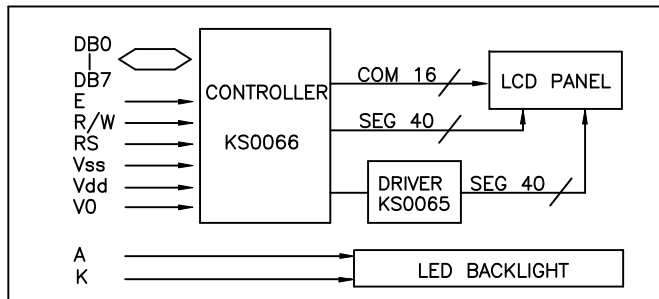 DB0
DB7
E
R/W
RS
Vss
Vdd
V0
CONTROLLER
KS0066
COM 16
SEG 40
LCD PANEL
DRIVER
KS0065
SEG 40
A
K
LED BACKLIGHT